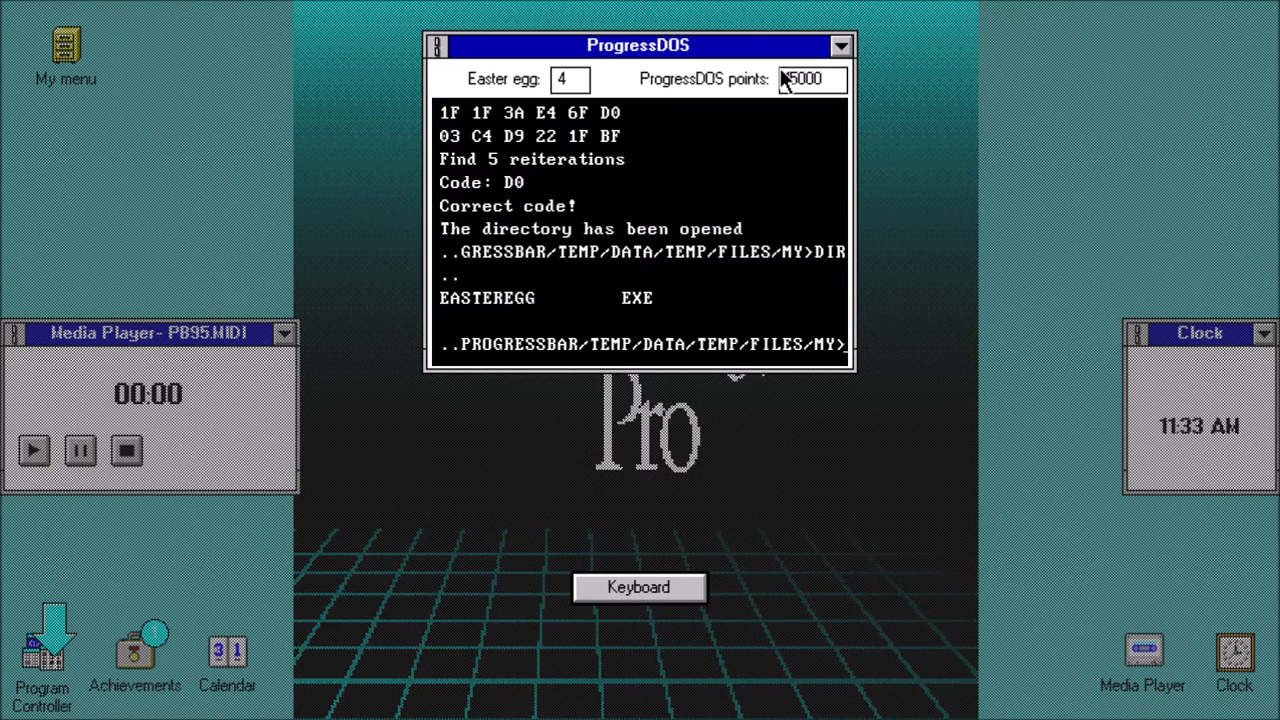 My menu
ProgressDOS
Easter egg: 4 ProgressDOS points: 5000
1F 1F 3A E4 6F D0
03 C4 D9 22 1F BF
Find 5 reiterations
Code: D0
Correct code!
The directory has been opened
..GRESSBAR/TEMP/DATA/TEMP/FILES/MY>DIR
..
EASTEREGG EXE
..PROGRESSBAR/TEMP/DATA/TEMP/FILES/MY>_
Media Player- PB95.MIDI
00:00
Clock
11:33 AM
Pro
Keyboard
Program
Controller
Achievements
31
Calendar
Media Player
Clock